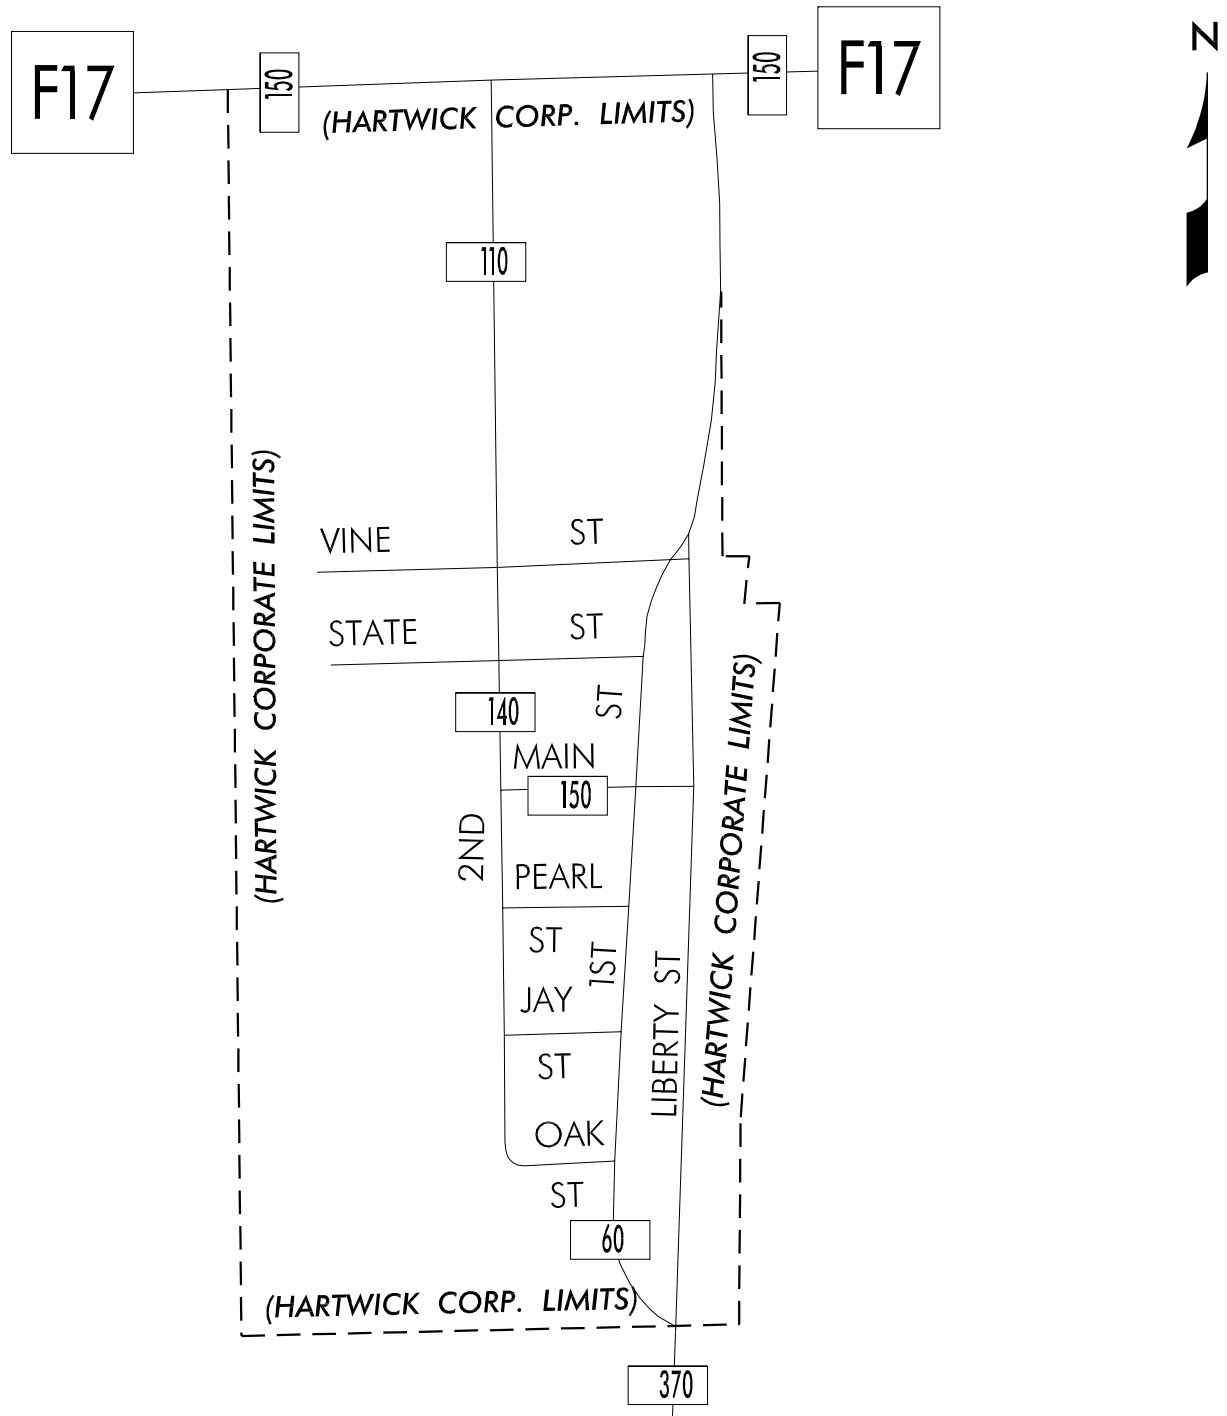 N
F17
150
150
F17
(HARTWICK CORP. LIMITS)
110
(HARTWICK CORPORATE LIMITS)
VINE ST
STATE ST
ST
140
MAIN
150
2ND
PEARL
ST
1ST
JAY
ST
LIBERTY ST
(HARTWICK CORPORATE LIMITS)
OAK
ST
60
(HARTWICK CORP. LIMITS)
370